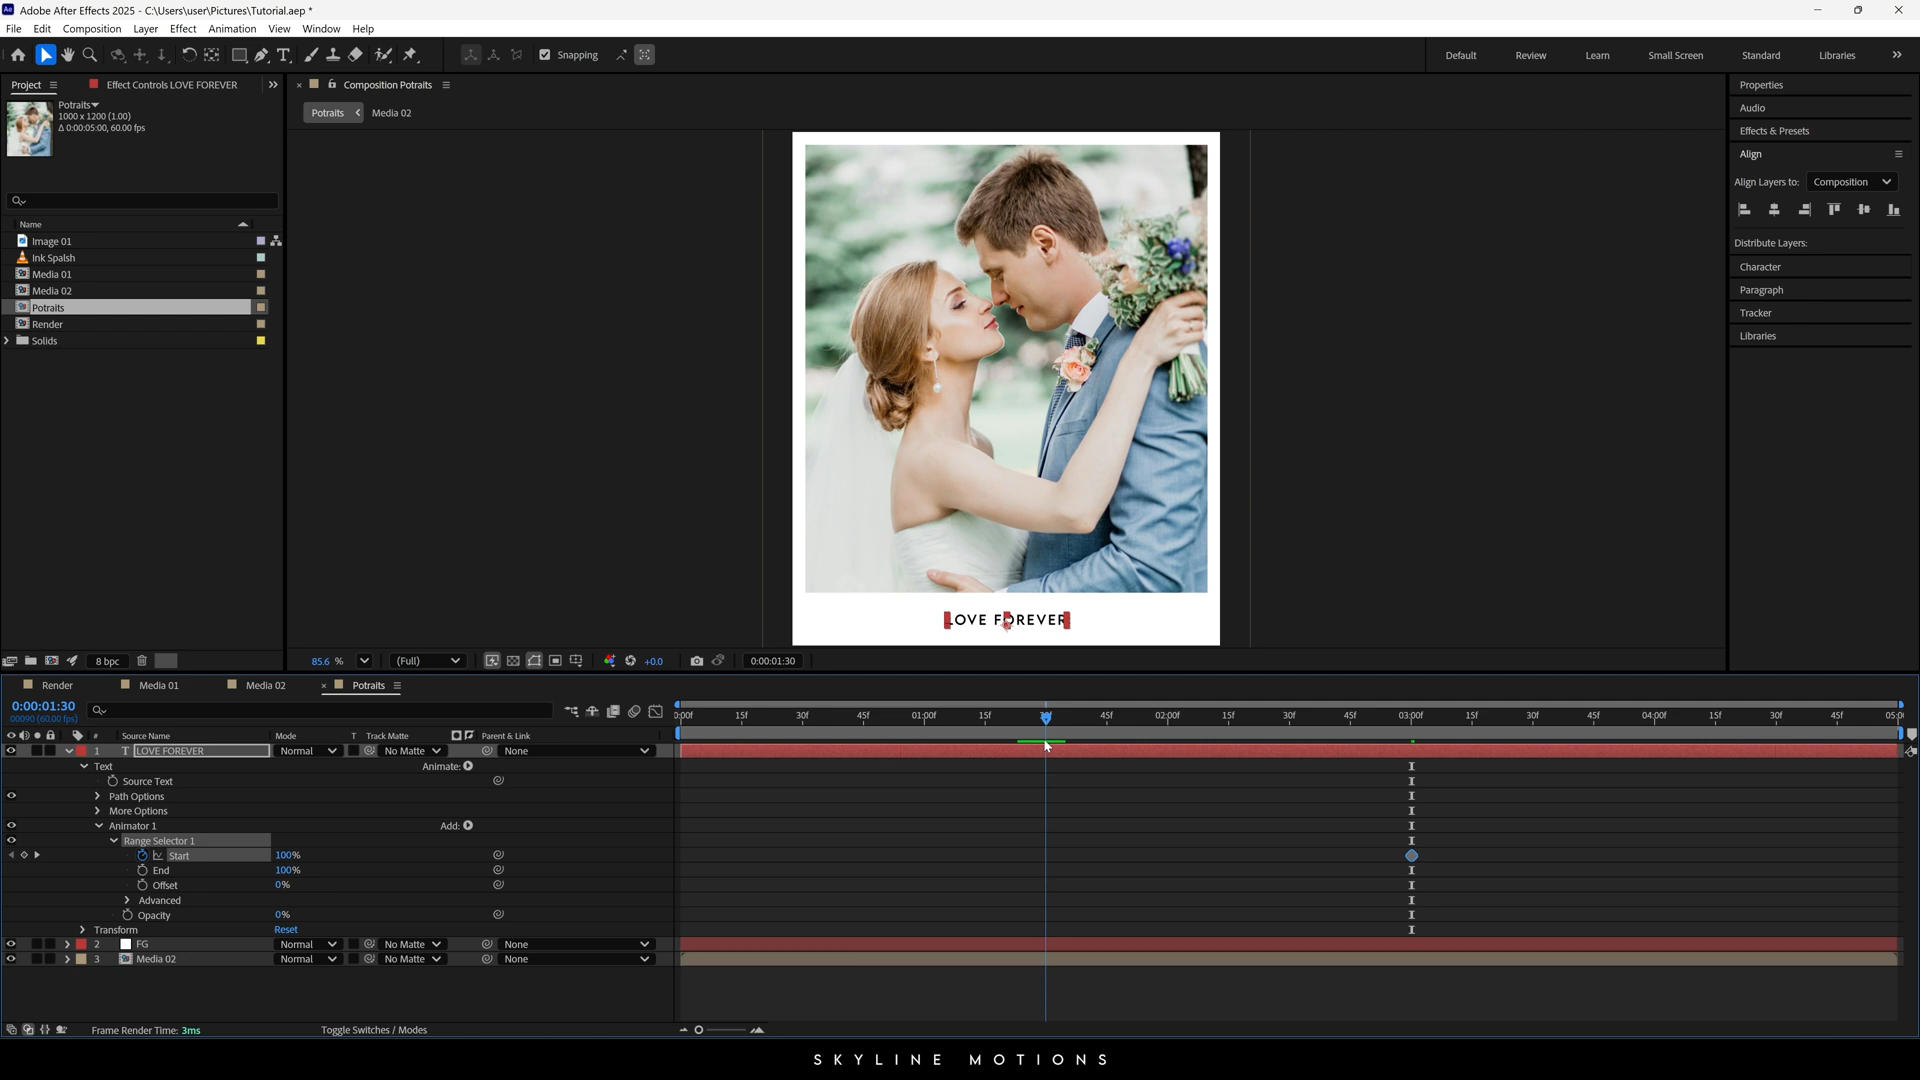 Adobe After Effects 2025 - C:\Users\user\Pictures\Tutorial.aep *
File Edit Composition Layer Effect Animation View Window Help
Snapping
Default Review Learn Small Screen Standard Libraries
Project
Effect Controls LOVE FOREVER
Composition Potraits
Potraits
1000 x 1200 (1.00)
Δ 0:00:05:00, 60.00 fps
Potraits Media 02
Name
Image 01
Ink Spalsh
Media 01
Media 02
Potraits
Render
Solids
8 bpc
LOVE FOREVER
85.6 %
(Full)
+0.0
0:00:01:30
Properties
Audio
Effects & Presets
Align
Align Layers to: Composition
Distribute Layers:
Character
Paragraph
Tracker
Libraries
Render Media 01 Media 02 Potraits
0:00:01:30
00090 (60.00 fps)
# Source Name Mode T Track Matte Parent & Link
1 T LOVE FOREVER Normal No Matte None
Text Animate:
Source Text
Path Options
More Options
Animator 1 Add:
Range Selector 1
Start 100%
End 100%
Offset 0%
Advanced
Opacity 0%
Transform Reset
2 FG Normal No Matte None
3 Media 02 Normal No Matte None
Frame Render Time: 3ms
Toggle Switches / Modes
15f 30f 45f 01:00f 15f 45f 02:00f 15f 30f 45f 03:00f 15f 30f 45f 04:00f 15f 30f 45f
SKYLINE MOTIONS